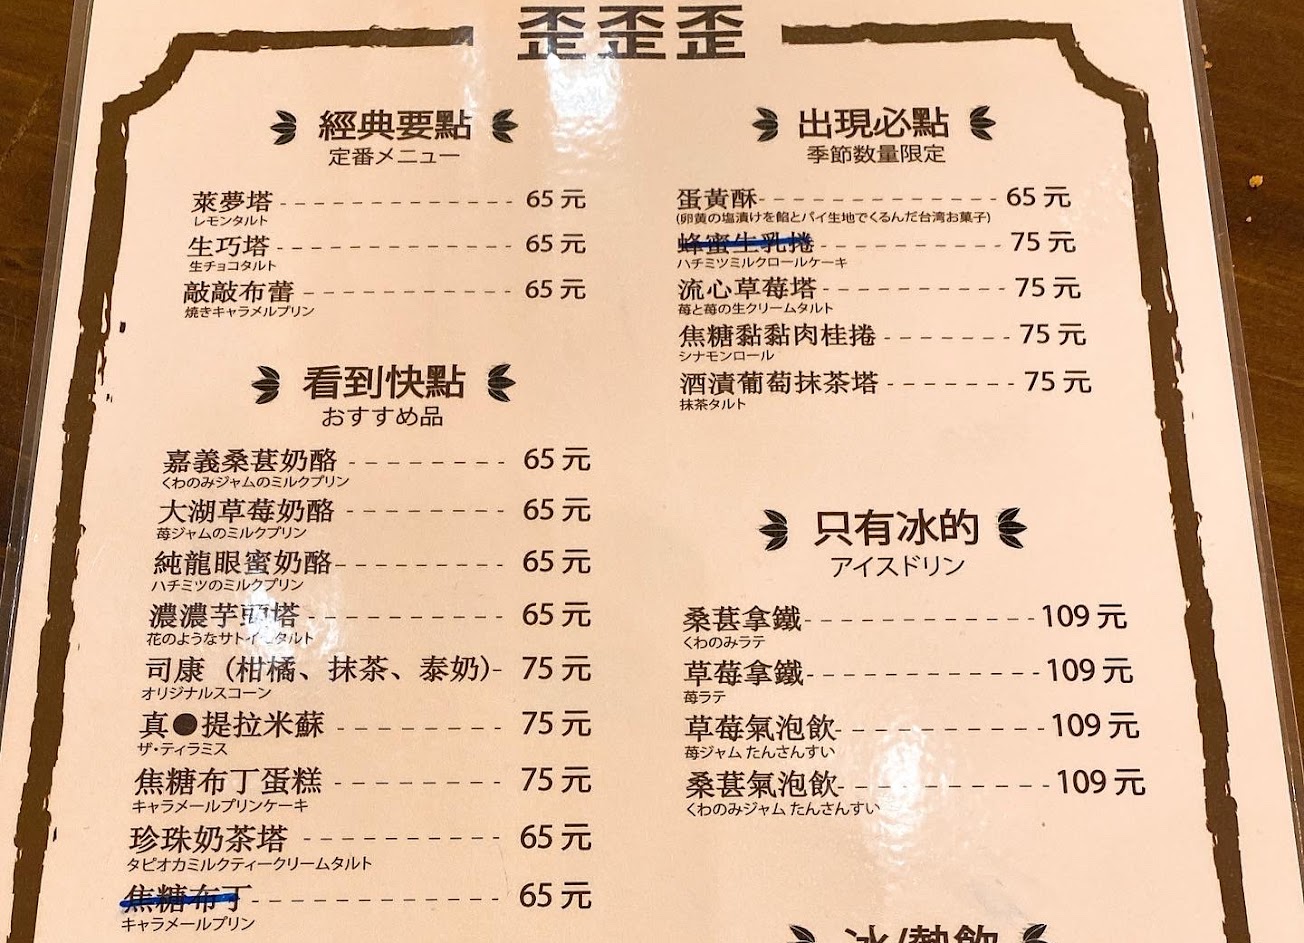 歪歪歪
經典要點
定番メニュー
萊夢塔 65元
レモンタルト
生巧塔 65元
生チョコタルト
敲敲布蕾 65元
焼きキャラメルプリン
看到快點
おすすめ品
嘉義桑葚奶酪 65元
くわのみジャムのミルクプリン
大湖草莓奶酪 65元
苺ジャムのミルクプリン
純龍眼蜜奶酪 65元
ハチミツのミルクプリン
濃濃芋頭塔 65元
花のようなサトイモタルト
司康（柑橘、抹茶、泰奶） 75元
オリジナルスコーン
真●提拉米蘇 75元
ザ・ティラミス
焦糖布丁蛋糕 75元
キャラメールプリンケーキ
珍珠奶茶塔 65元
タピオカミルクティークリームタルト
焦糖布丁 65元
キャラメールプリン
出現必點
季節数量限定
蛋黃酥 65元
(卵黄の塩漬けを餡とパイ生地でくるんだ台湾お菓子)
蜂蜜生乳捲 75元
ハチミツミルクロールケーキ
流心草莓塔 75元
苺と苺の生クリームタルト
焦糖黏黏肉桂捲 75元
シナモンロール
酒漬葡萄抹茶塔 75元
抹茶タルト
只有冰的
アイスドリン
桑葚拿鐵 109元
くわのみラテ
草莓拿鐵 109元
苺ラテ
草莓氣泡飲 109元
苺ジャム たんさんすい
桑葚氣泡飲 109元
くわのみジャム たんさんすい
冰/熱飲